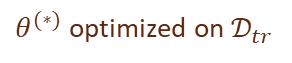 θ^(*) optimized on 𝒟_tr